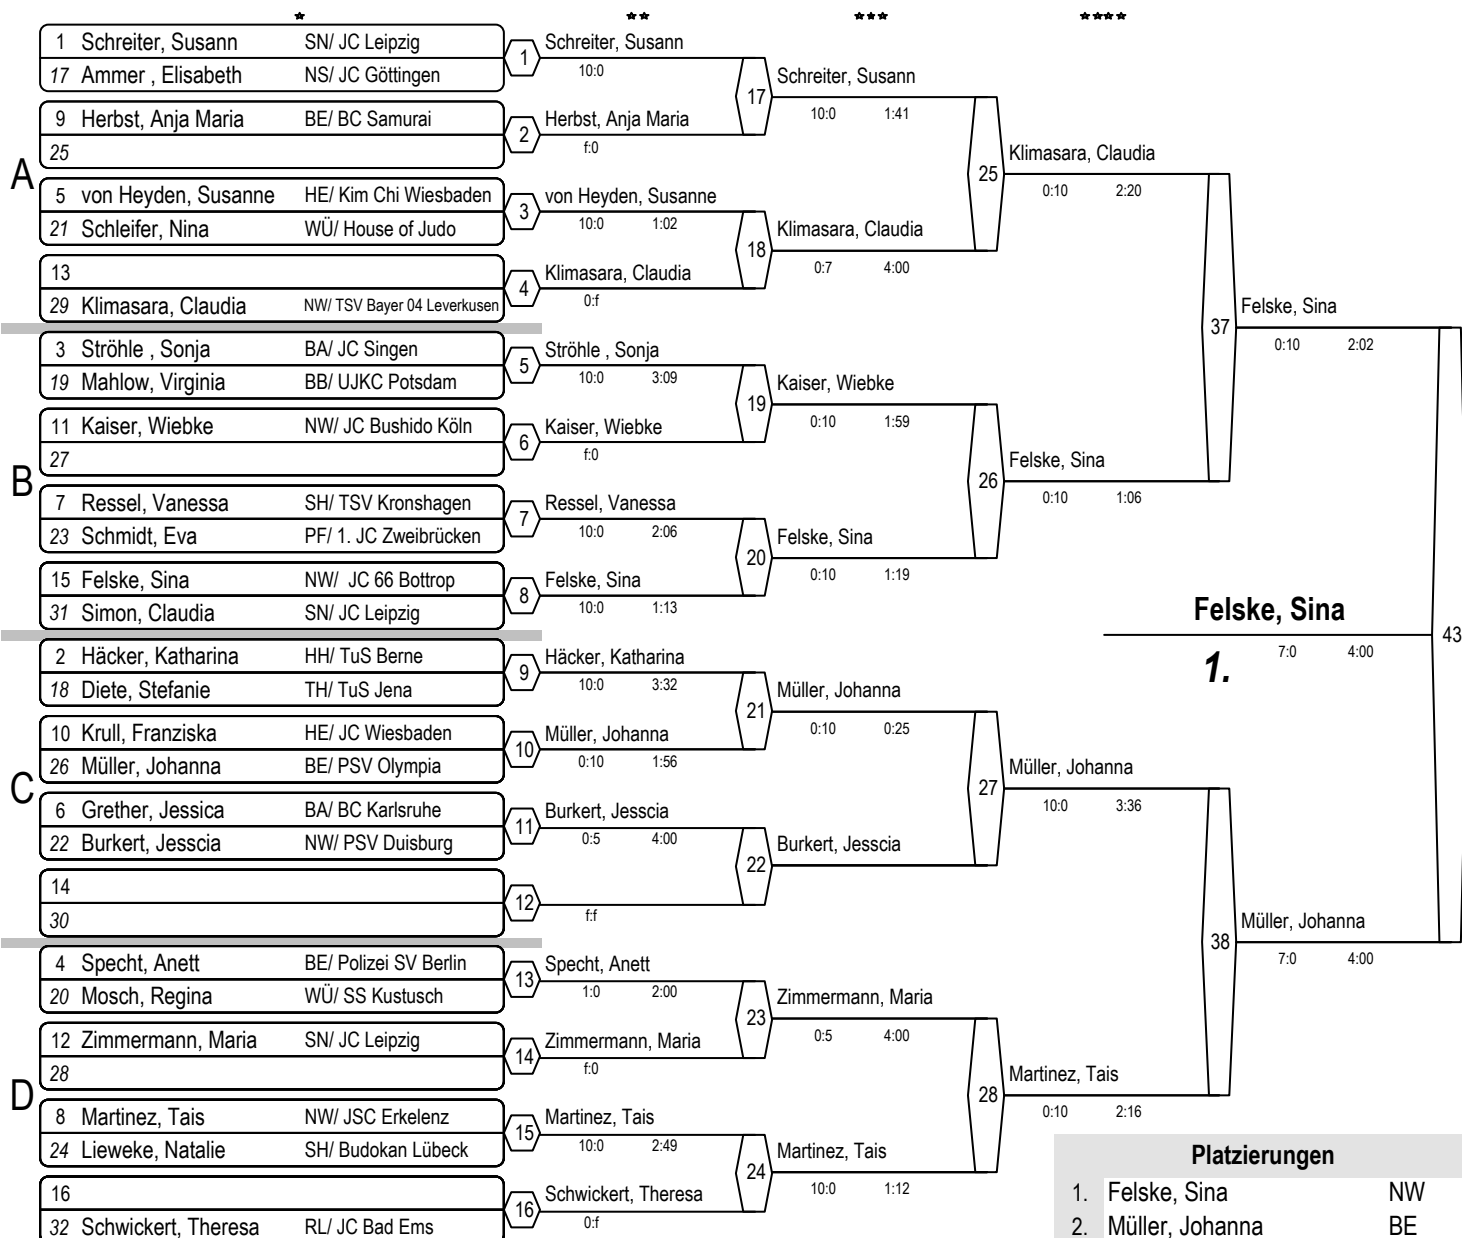 * ** *** ****
A
1 Schreiter, Susann SN/ JC Leipzig
17 Ammer , Elisabeth NS/ JC Göttingen
9 Herbst, Anja Maria BE/ BC Samurai
25
5 von Heyden, Susanne HE/ Kim Chi Wiesbaden
21 Schleifer, Nina WÜ/ House of Judo
13
29 Klimasara, Claudia NW/ TSV Bayer 04 Leverkusen
B
3 Ströhle , Sonja BA/ JC Singen
19 Mahlow, Virginia BB/ UJKC Potsdam
11 Kaiser, Wiebke NW/ JC Bushido Köln
27
7 Ressel, Vanessa SH/ TSV Kronshagen
23 Schmidt, Eva PF/ 1. JC Zweibrücken
15 Felske, Sina NW/ JC 66 Bottrop
31 Simon, Claudia SN/ JC Leipzig
C
2 Häcker, Katharina HH/ TuS Berne
18 Diete, Stefanie TH/ TuS Jena
10 Krull, Franziska HE/ JC Wiesbaden
26 Müller, Johanna BE/ PSV Olympia
6 Grether, Jessica BA/ BC Karlsruhe
22 Burkert, Jesscia NW/ PSV Duisburg
14
30
D
4 Specht, Anett BE/ Polizei SV Berlin
20 Mosch, Regina WÜ/ SS Kustusch
12 Zimmermann, Maria SN/ JC Leipzig
28
8 Martinez, Tais NW/ JSC Erkelenz
24 Lieweke, Natalie SH/ Budokan Lübeck
16
32 Schwickert, Theresa RL/ JC Bad Ems
1 Schreiter, Susann
10:0
2 Herbst, Anja Maria
f:0
3 von Heyden, Susanne
10:0 1:02
4 Klimasara, Claudia
0:f
5 Ströhle , Sonja
10:0 3:09
6 Kaiser, Wiebke
f:0
7 Ressel, Vanessa
10:0 2:06
8 Felske, Sina
10:0 1:13
9 Häcker, Katharina
10:0 3:32
10 Müller, Johanna
0:10 1:56
11 Burkert, Jesscia
0:5 4:00
12
f:f
13 Specht, Anett
1:0 2:00
14 Zimmermann, Maria
f:0
15 Martinez, Tais
10:0 2:49
16 Schwickert, Theresa
0:f
17 Schreiter, Susann
10:0 1:41
18 Klimasara, Claudia
0:7 4:00
19 Kaiser, Wiebke
0:10 1:59
20 Felske, Sina
0:10 1:19
21 Müller, Johanna
0:10 0:25
22 Burkert, Jesscia
23 Zimmermann, Maria
0:5 4:00
24 Martinez, Tais
10:0 1:12
25 Klimasara, Claudia
0:10 2:20
26 Felske, Sina
0:10 1:06
27 Müller, Johanna
10:0 3:36
28 Martinez, Tais
0:10 2:16
37 Felske, Sina
0:10 2:02
38 Müller, Johanna
7:0 4:00
Felske, Sina
43
1. 7:0 4:00
Platzierungen
1. Felske, Sina NW
2. Müller, Johanna BE